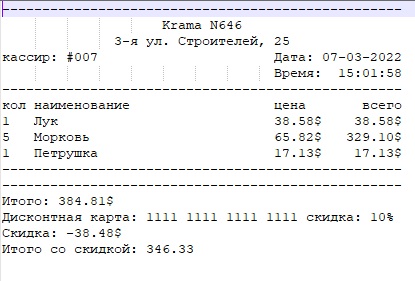 Krama N646
3-я ул. Строителей, 25
кассир: #007 Дата: 07-03-2022
Время: 15:01:58
кол наименование цена всего
1 Лук 38.58$ 38.58$
5 Морковь 65.82$ 329.10$
1 Петрушка 17.13$ 17.13$
Итого: 384.81$
Дисконтная карта: 1111 1111 1111 1111 скидка: 10%
Скидка: -38.48$
Итого со скидкой: 346.33